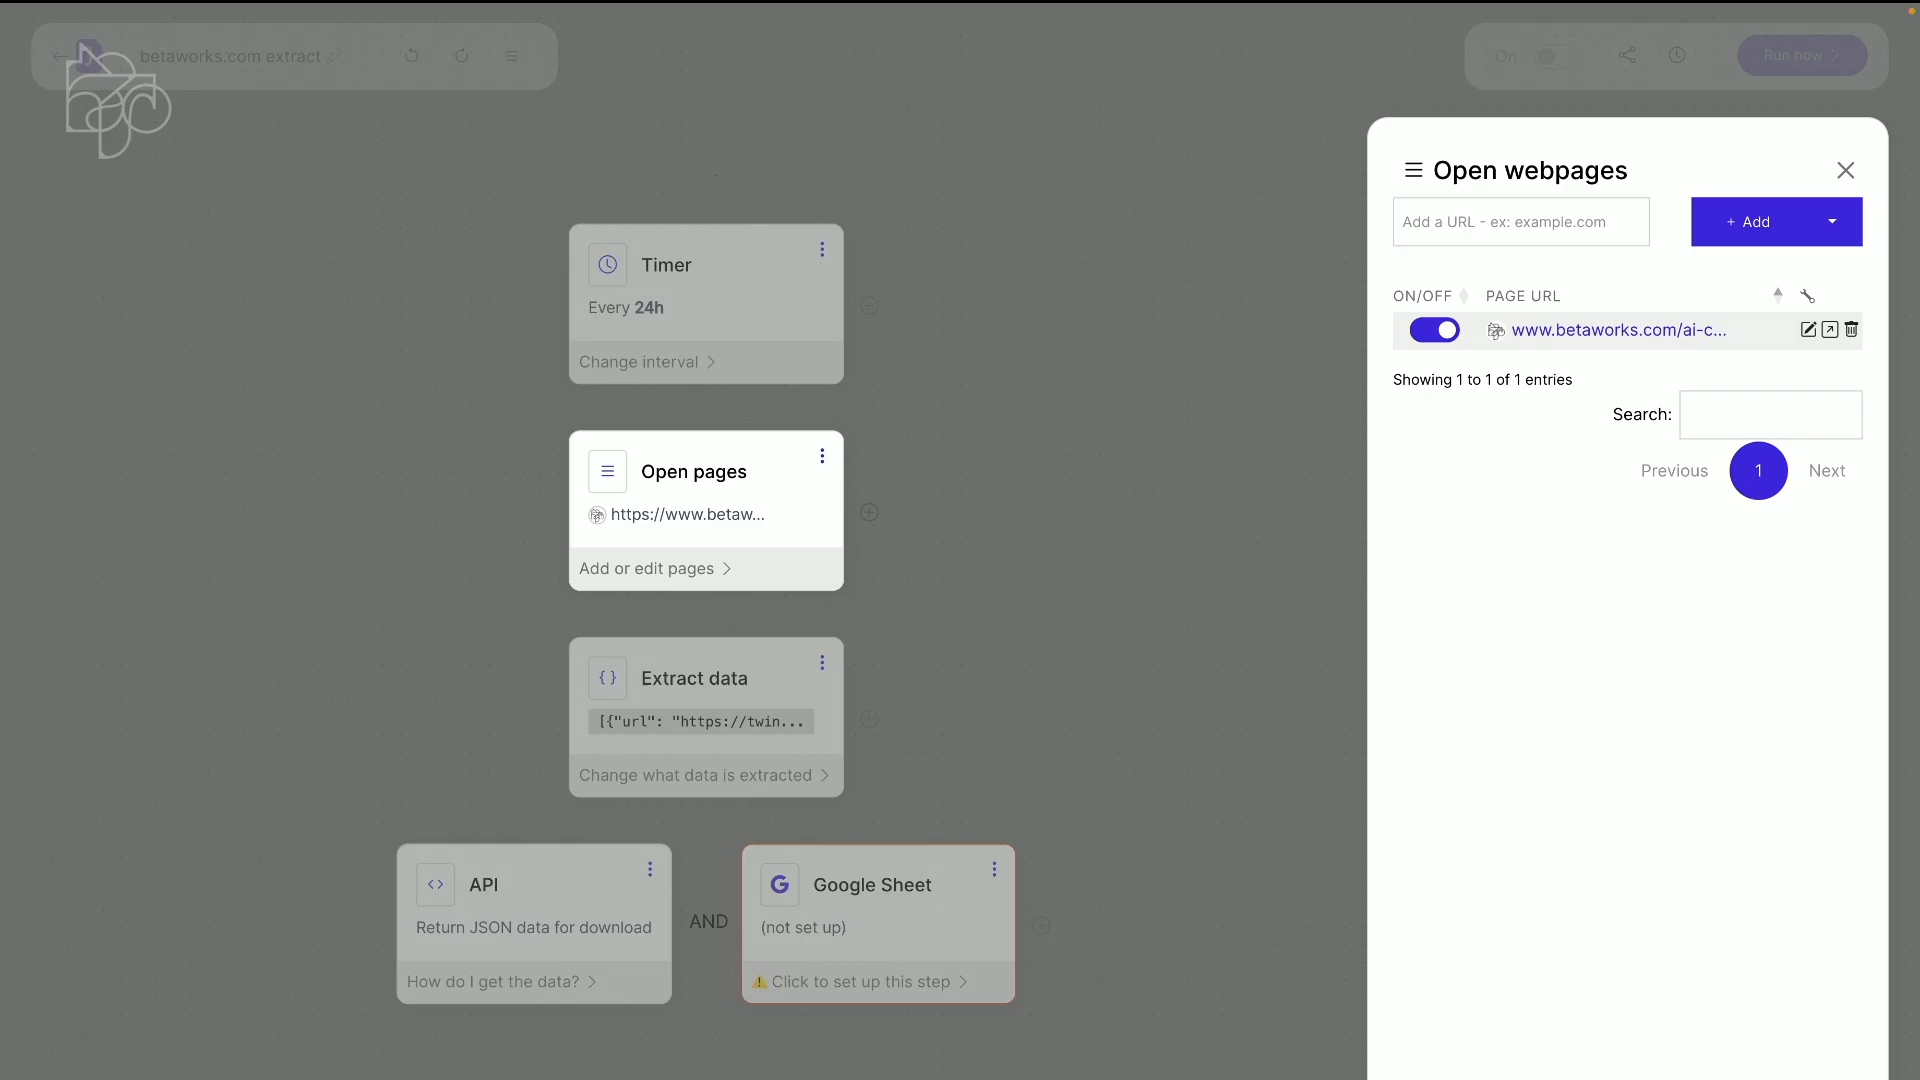 betaworks.com extract
On
Run now >
Open webpages
Add a URL - ex: example.com
+ Add
ON/OFF
PAGE URL
www.betaworks.com/ai-c...
Showing 1 to 1 of 1 entries
Search:
Previous
1
Next
Timer
Every 24h
Change interval >
Open pages
https://www.betaw...
Add or edit pages >
Extract data
[{"url": "https://twin...
Change what data is extracted >
API
Return JSON data for download
How do I get the data? >
AND
Google Sheet
(not set up)
Click to set up this step >